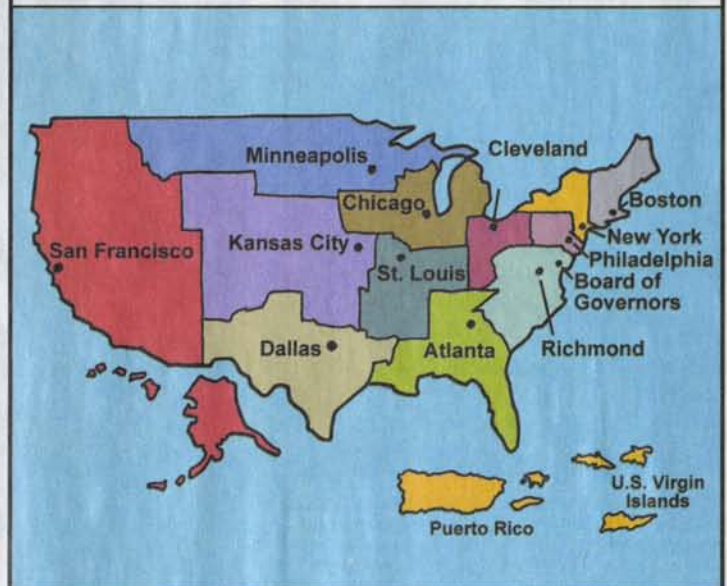 Cleveland
Minneapolis
Chicago
Boston
New York
San Francisco
Kansas City
Philadelphia
St. Louis
Board of
Governors
Dallas
Atlanta
Richmond
U.S. Virgin
Islands
Puerto Rico